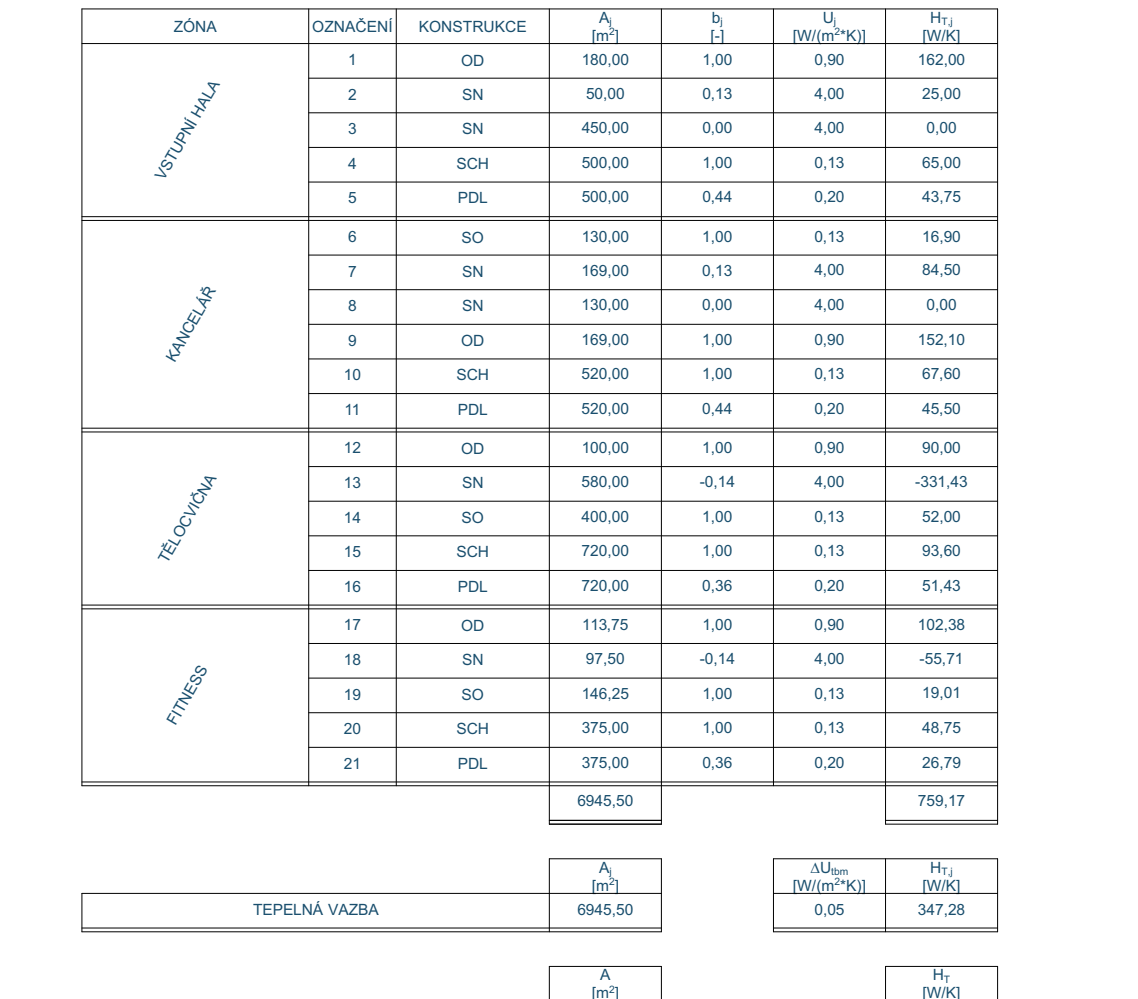 ZÓNA OZNAČENÍ KONSTRUKCE Aj [m2] bj [-] Uj [W/(m2*K)] HT,j [W/K]
VSTUPNÍ HALA
1 OD 180,00 1,00 0,90 162,00
2 SN 50,00 0,13 4,00 25,00
3 SN 450,00 0,00 4,00 0,00
4 SCH 500,00 1,00 0,13 65,00
5 PDL 500,00 0,44 0,20 43,75
KANCELÁŘ
6 SO 130,00 1,00 0,13 16,90
7 SN 169,00 0,13 4,00 84,50
8 SN 130,00 0,00 4,00 0,00
9 OD 169,00 1,00 0,90 152,10
10 SCH 520,00 1,00 0,13 67,60
11 PDL 520,00 0,44 0,20 45,50
TĚLOCVIČNA
12 OD 100,00 1,00 0,90 90,00
13 SN 580,00 -0,14 4,00 -331,43
14 SO 400,00 1,00 0,13 52,00
15 SCH 720,00 1,00 0,13 93,60
16 PDL 720,00 0,36 0,20 51,43
FITNESS
17 OD 113,75 1,00 0,90 102,38
18 SN 97,50 -0,14 4,00 -55,71
19 SO 146,25 1,00 0,13 19,01
20 SCH 375,00 1,00 0,13 48,75
21 PDL 375,00 0,36 0,20 26,79
6945,50 759,17
Aj [m2] ΔUtbm [W/(m2*K)] HT,j [W/K]
TEPELNÁ VAZBA 6945,50 0,05 347,28
A [m2] HT [W/K]